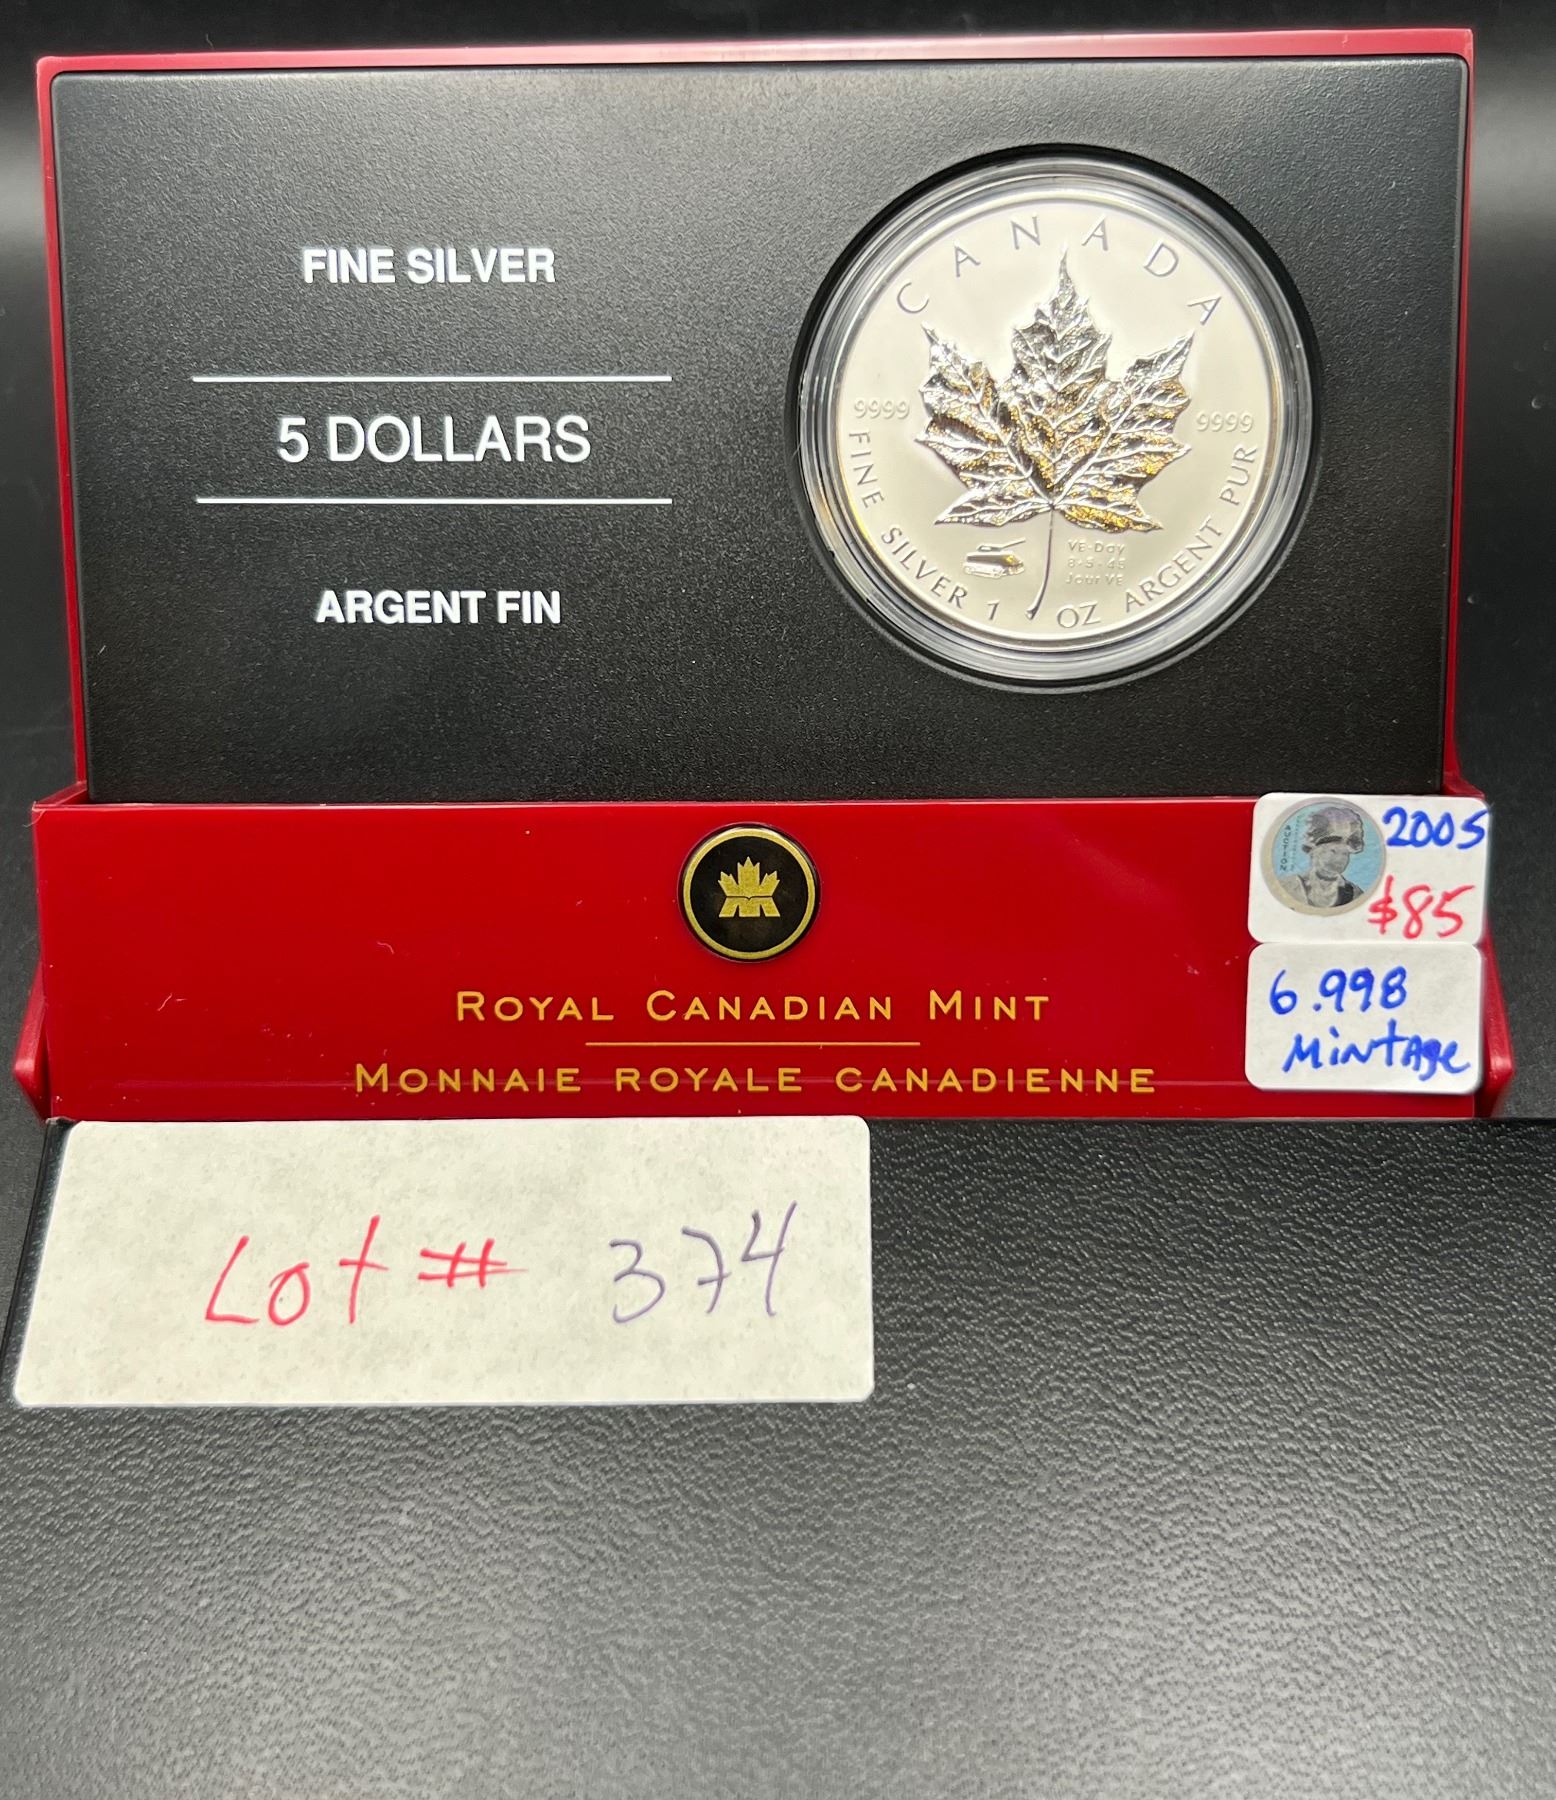 FINE SILVER
5 DOLLARS
ARGENT FIN
CANADA
9999 9999
FINE SILVER 1 OZ ARGENT PUR
VE-Day
8·5·45
Jour VE
AUCTION
2005
$85
6.998
MiNtAge
ROYAL CANADIAN MINT
MONNAIE ROYALE CANADIENNE
Lot # 374